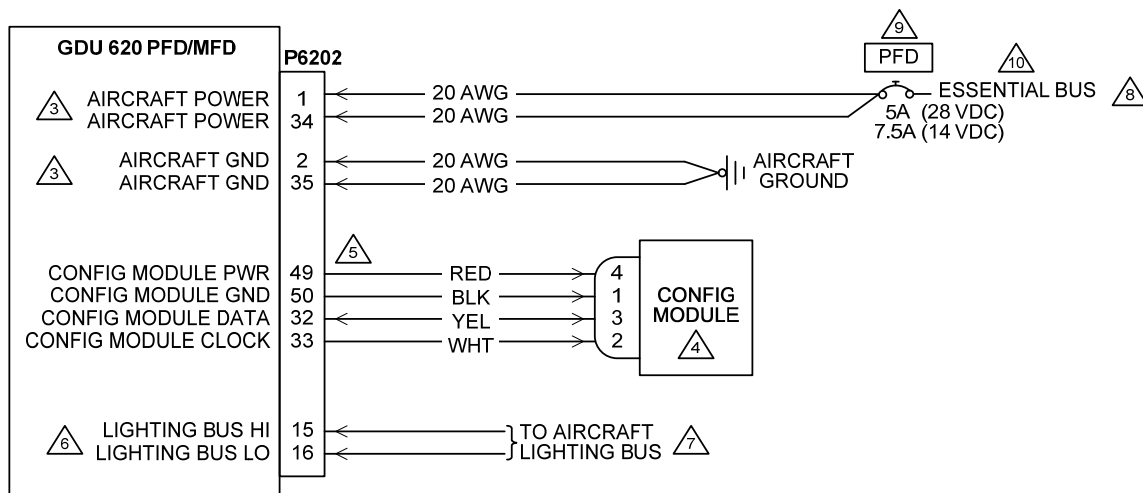 GDU 620 PFD/MFD
P6202
9
PFD
10
3
AIRCRAFT POWER 1 20 AWG ESSENTIAL BUS 8
AIRCRAFT POWER 34 20 AWG 5A (28 VDC)
7.5A (14 VDC)
3
AIRCRAFT GND 2 20 AWG AIRCRAFT
AIRCRAFT GND 35 20 AWG GROUND
5
CONFIG MODULE PWR 49 RED 4
CONFIG MODULE GND 50 BLK 1
CONFIG MODULE DATA 32 YEL 3
CONFIG MODULE CLOCK 33 WHT 2
CONFIG
MODULE
4
6
LIGHTING BUS HI 15 TO AIRCRAFT
LIGHTING BUS LO 16 LIGHTING BUS
7